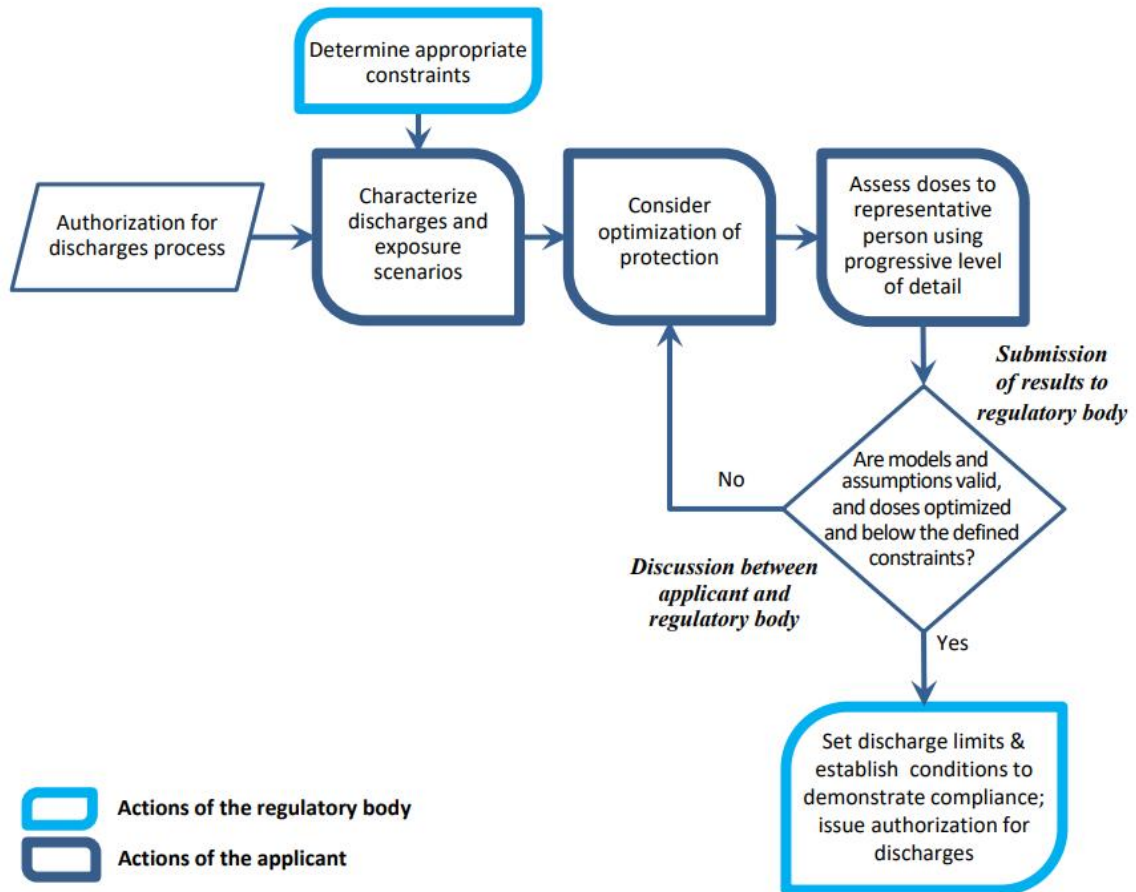 Determine appropriate
constraints
Authorization for
discharges process
Characterize
discharges and
exposure
scenarios
Consider
optimization of
protection
Assess doses to
representative
person using
progressive level
of detail
Submission
of results to
regulatory body
Are models and
assumptions valid,
and doses optimized
and below the defined
constraints?
No
Discussion between
applicant and
regulatory body
Yes
Set discharge limits &
establish conditions to
demonstrate compliance;
issue authorization for
discharges
Actions of the regulatory body
Actions of the applicant